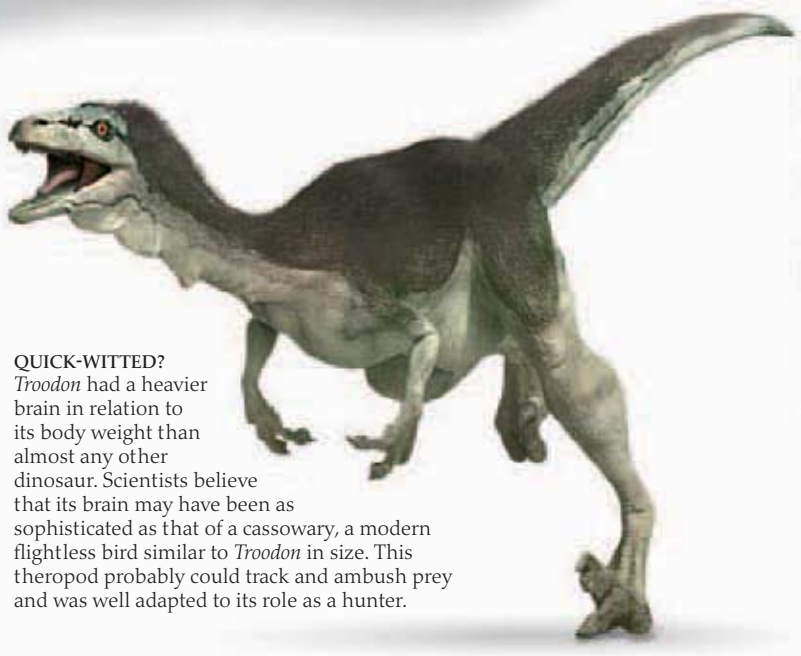 QUICK-WITTED?
Troodon had a heavier
brain in relation to
its body weight than
almost any other
dinosaur. Scientists believe
that its brain may have been as
sophisticated as that of a cassowary, a modern
flightless bird similar to Troodon in size. This
theropod probably could track and ambush prey
and was well adapted to its role as a hunter.